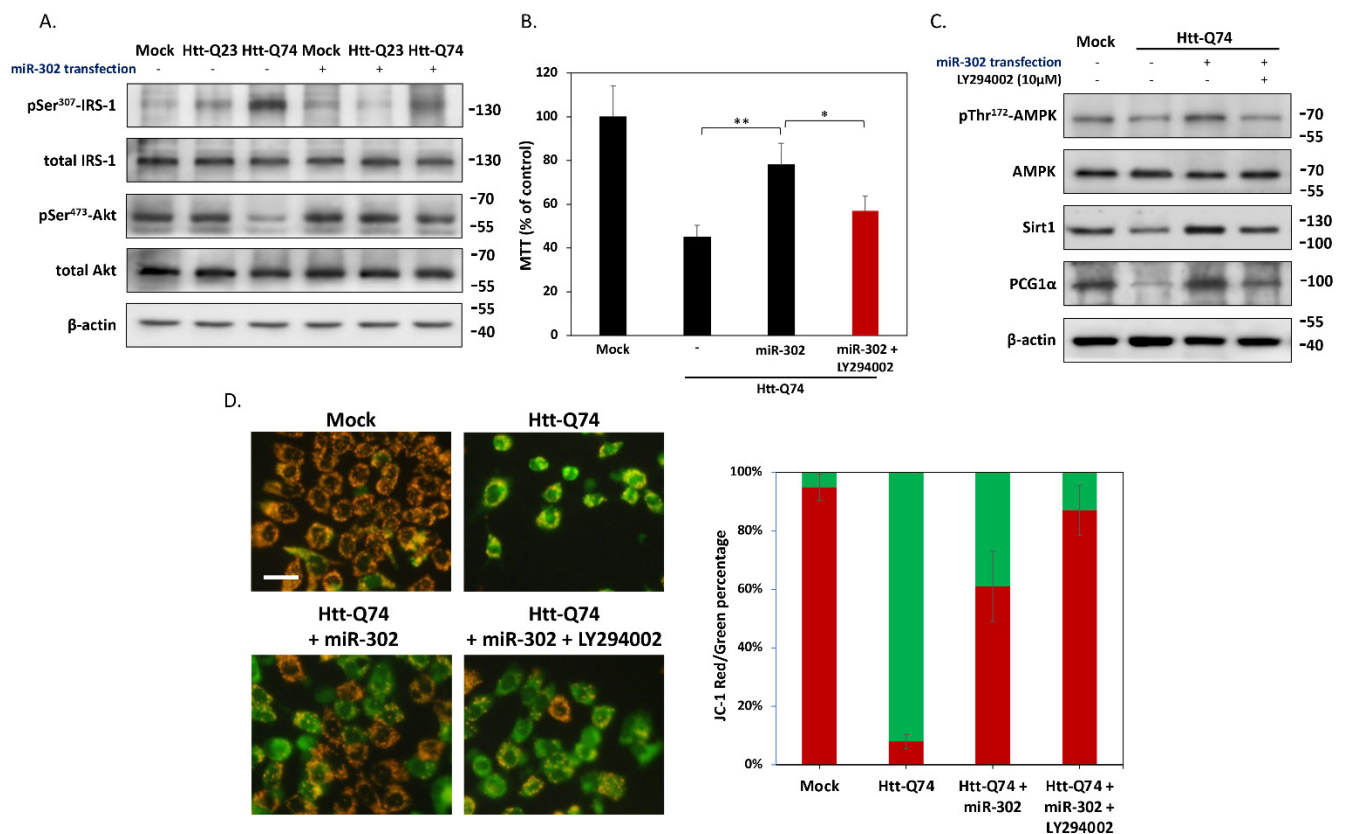 A.
Mock Htt-Q23 Htt-Q74 Mock Htt-Q23 Htt-Q74
miR-302 transfection - - - + + +
pSer³⁰⁷-IRS-1 -130
total IRS-1 -130
-70
pSer⁴⁷³-Akt -55
-70
total Akt
-55
-55
β-actin
-40
B.
MTT (% of control)
120
100
80
60
40
20
0
** *
Mock - miR-302 miR-302 +
LY294002
Htt-Q74
C.
Htt-Q74
Mock
miR-302 transfection - - + +
LY294002 (10μM) - - - +
pThr¹⁷²-AMPK -70
-55
AMPK -70
-55
Sirt1 -130
-100
PCG1α -100
-55
β-actin -40
D.
Mock Htt-Q74
Htt-Q74 Htt-Q74
+ miR-302 + miR-302 + LY294002
JC-1 Red/Green percentage
100%
80%
60%
40%
20%
0%
Mock Htt-Q74 Htt-Q74 + Htt-Q74 +
miR-302 miR-302 +
LY294002